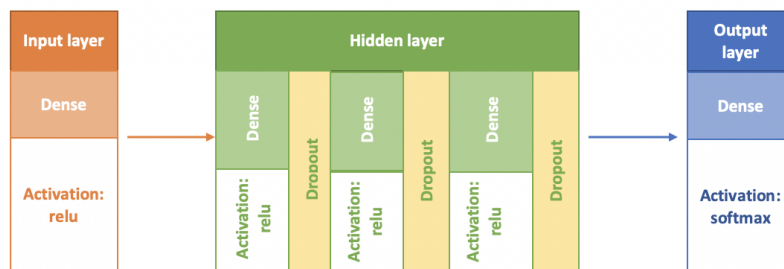 Input layer
Dense
Activation:
relu
Hidden layer
Dense
Activation:
relu
Dropout
Dense
Activation:
relu
Dropout
Dense
Activation:
relu
Dropout
Output
layer
Dense
Activation:
softmax